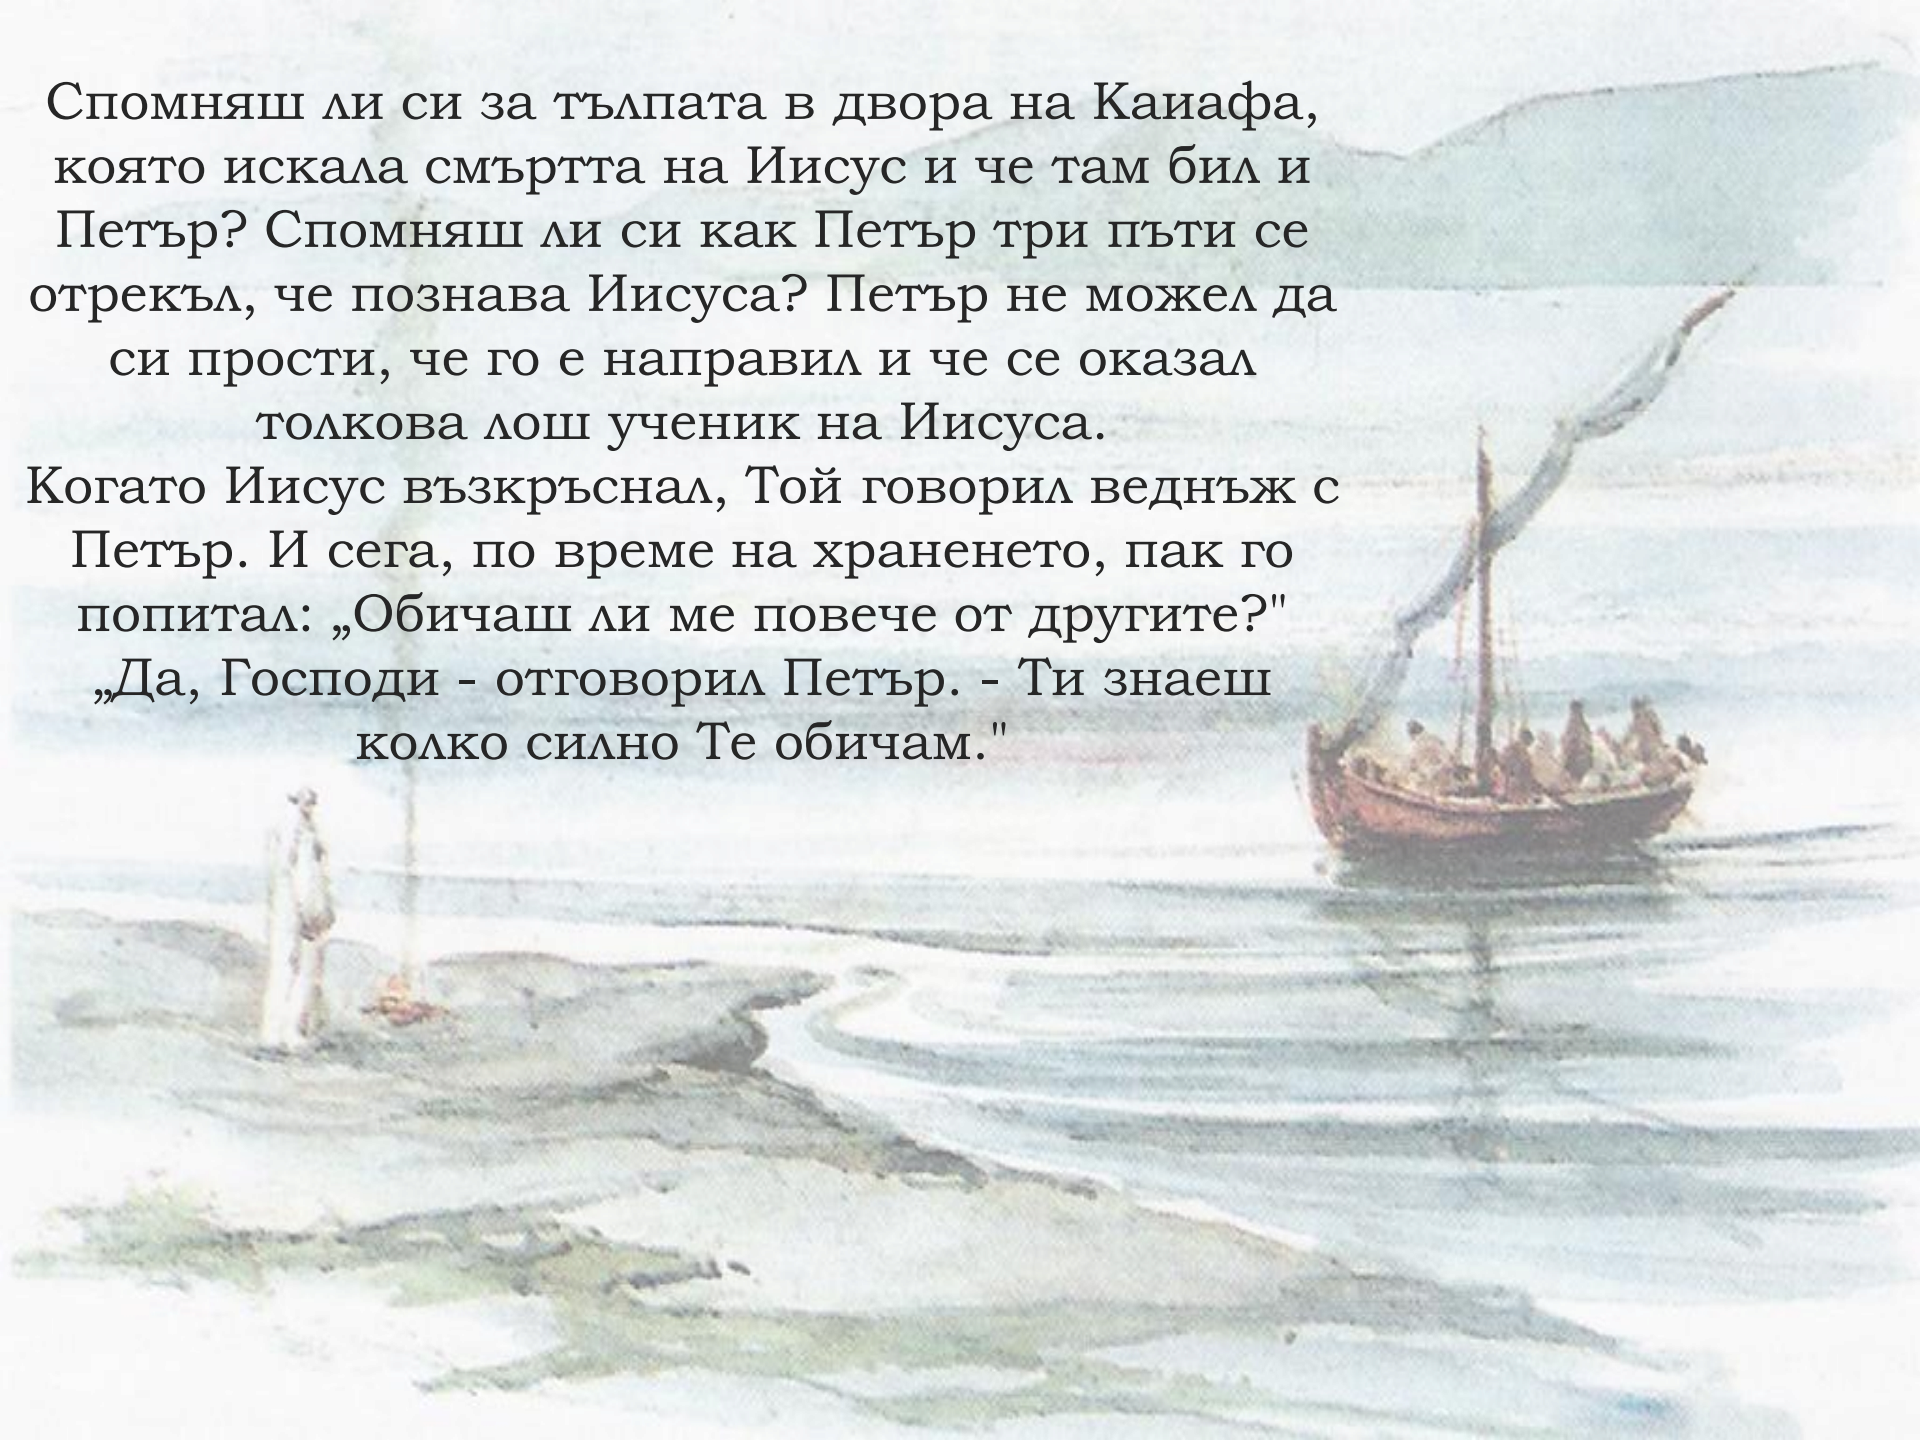 Спомняш ли си за тълпата в двора на Каиафа,
която искала смъртта на Иисус и че там бил и
Петър? Спомняш ли си как Петър три пъти се
отрекъл, че познава Иисуса? Петър не можел да
си прости, че го е направил и че се оказал
толкова лош ученик на Иисуса.
Когато Иисус възкръснал, Той говорил веднъж с
Петър. И сега, по време на храненето, пак го
попитал: „Обичаш ли ме повече от другите?"
„Да, Господи - отговорил Петър. - Ти знаеш
колко силно Те обичам."